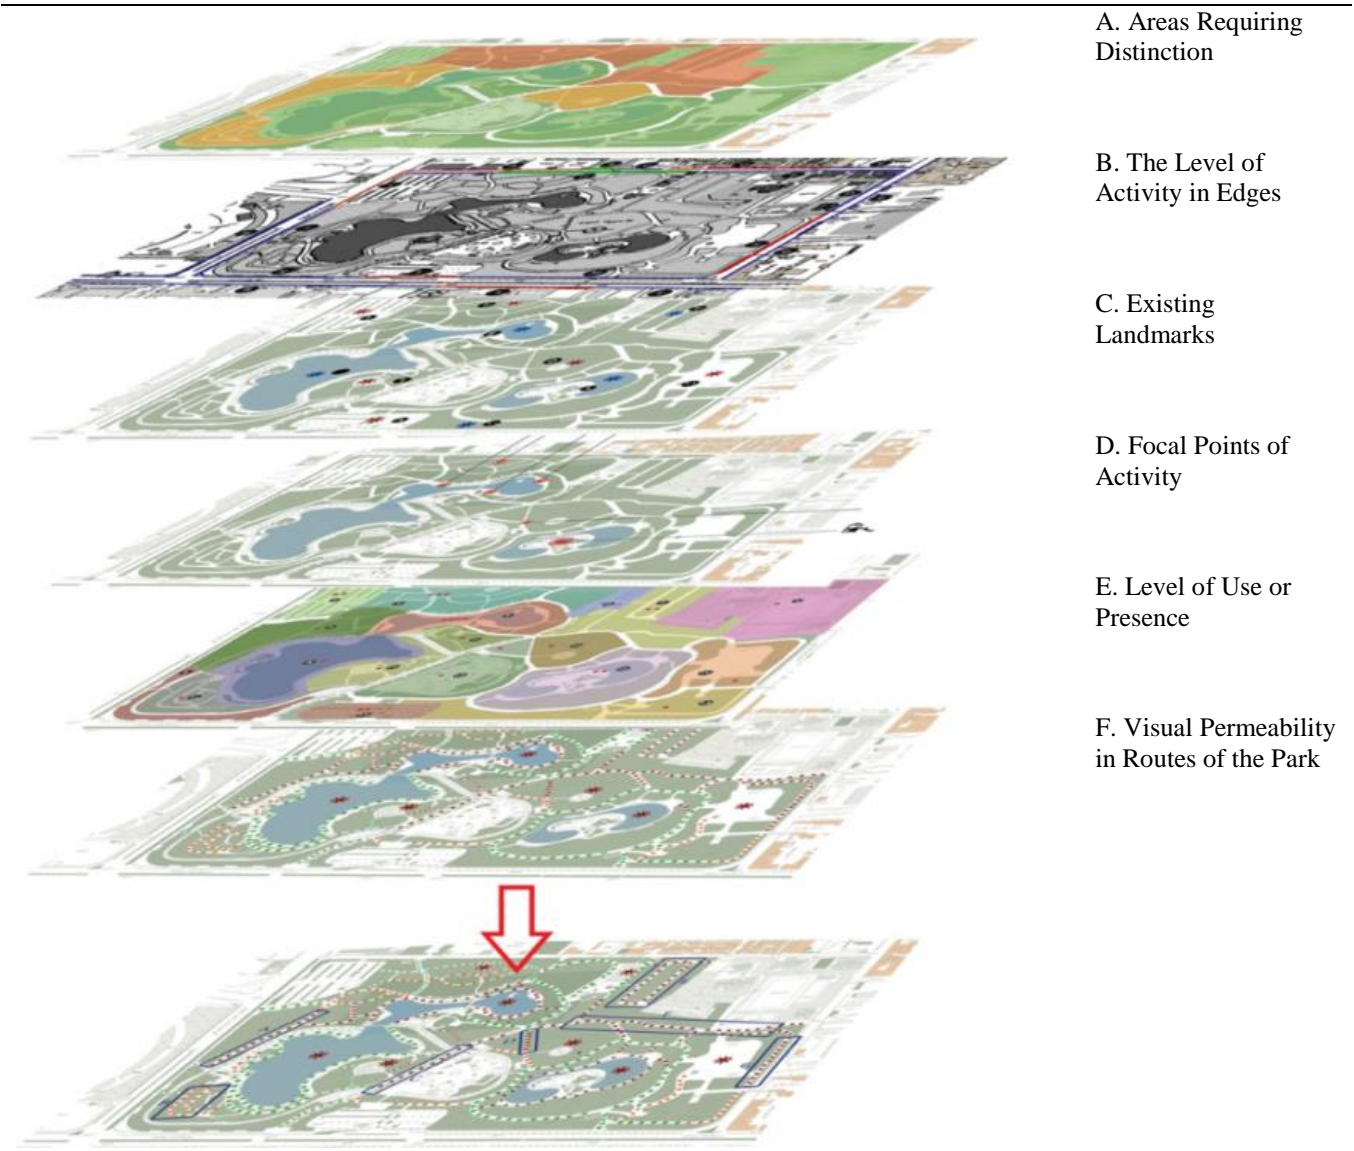 A. Areas Requiring
Distinction
B. The Level of
Activity in Edges
C. Existing
Landmarks
D. Focal Points of
Activity
E. Level of Use or
Presence
F. Visual Permeability
in Routes of the Park